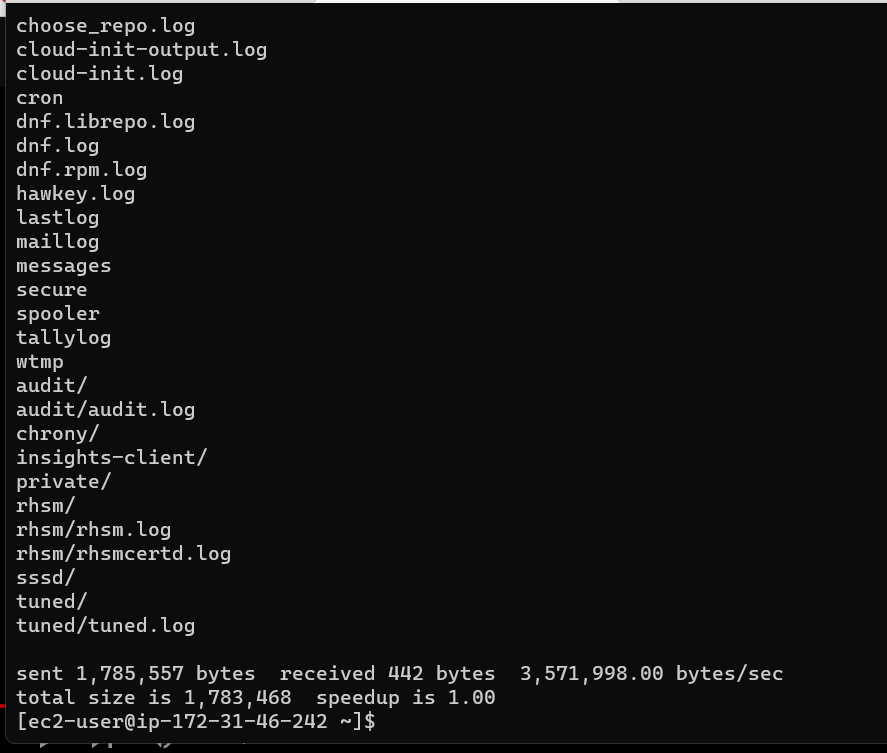 choose_repo.log
cloud-init-output.log
cloud-init.log
cron
dnf.librepo.log
dnf.log
dnf.rpm.log
hawkey.log
lastlog
maillog
messages
secure
spooler
tallylog
wtmp
audit/
audit/audit.log
chrony/
insights-client/
private/
rhsm/
rhsm/rhsm.log
rhsm/rhsmcertd.log
sssd/
tuned/
tuned/tuned.log

sent 1,785,557 bytes  received 442 bytes  3,571,998.00 bytes/sec
total size is 1,783,468  speedup is 1.00
[ec2-user@ip-172-31-46-242 ~]$